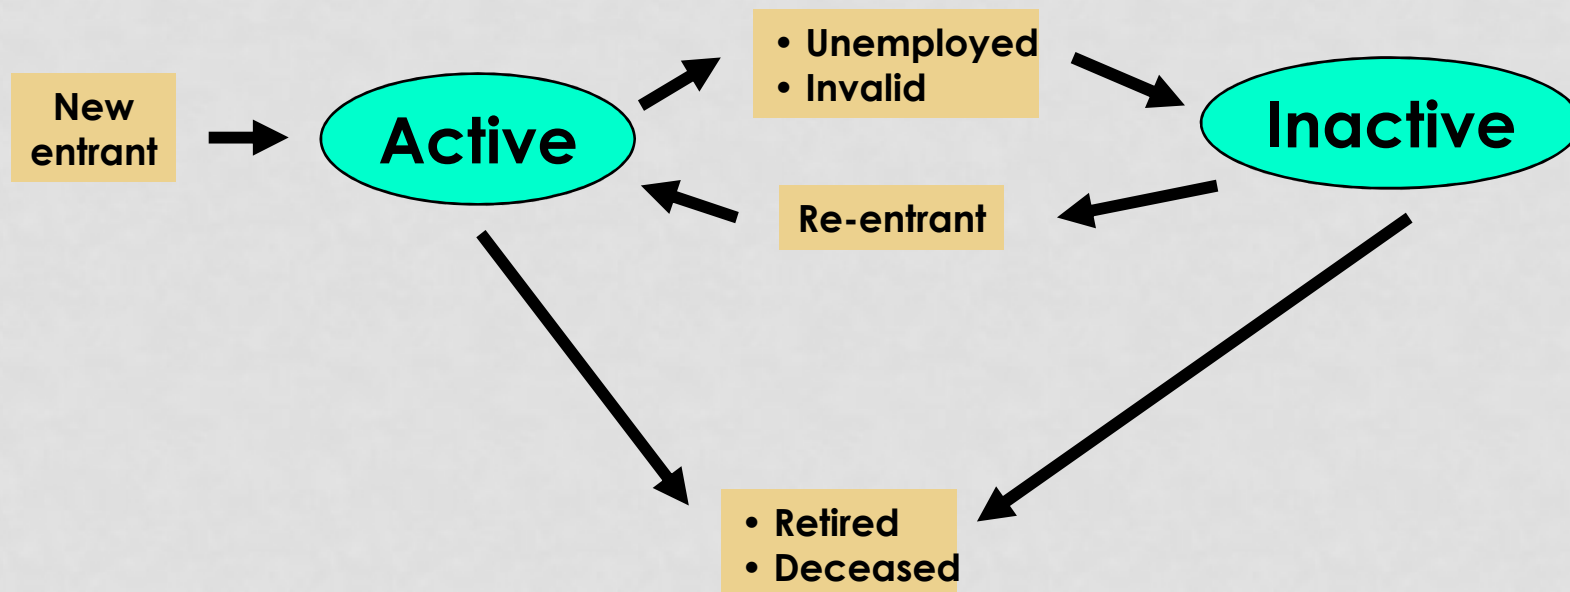 New
entrant
Active
• Unemployed
• Invalid
Inactive
Re-entrant
• Retired
• Deceased